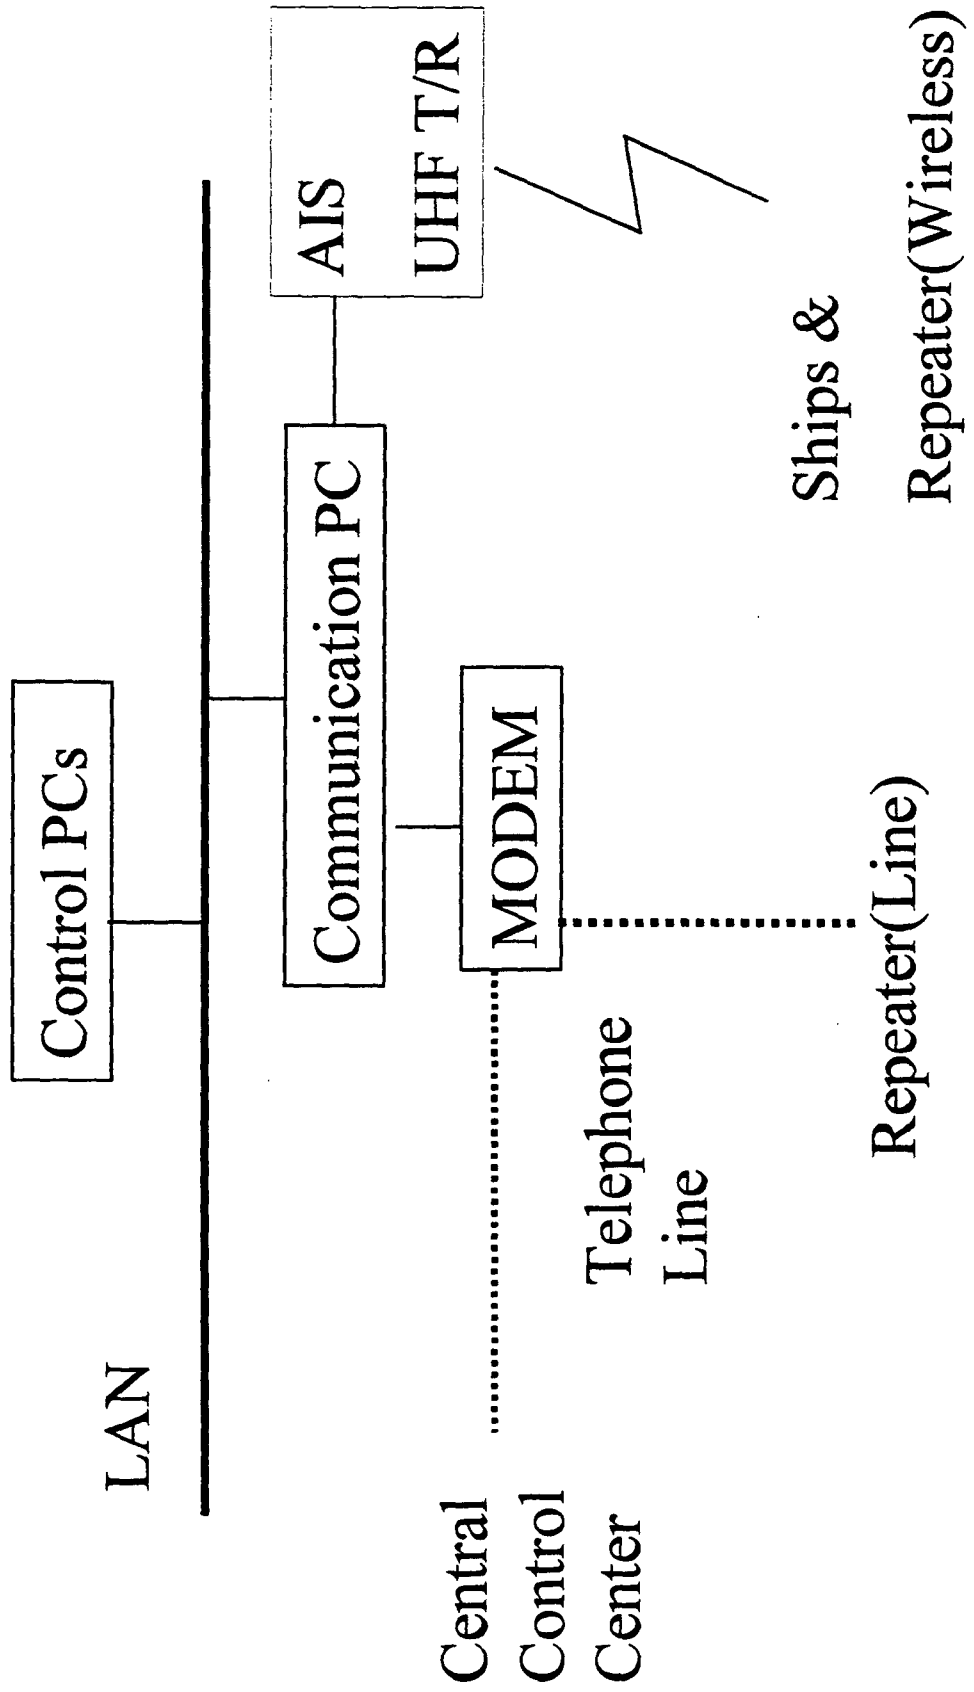 Control PCs
LAN
Communication PC
AIS
UHF T/R
MODEM
Central
Control
Center
Telephone
Line
Ships &
Repeater(Wireless)
Repeater(Line)